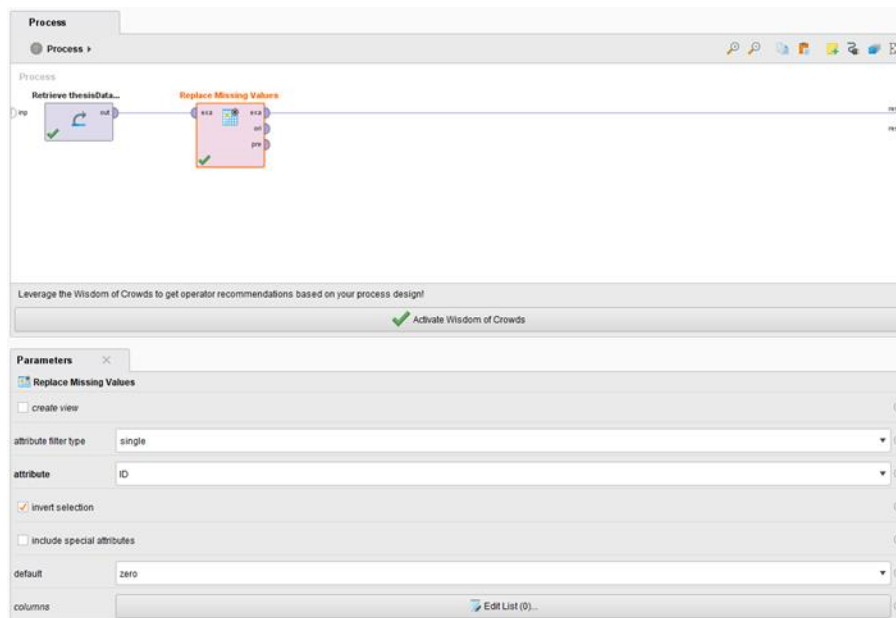 Process
Process
Process
Retrieve thesisData...
Replace Missing Values
inp
out
exa
exa
ori
pre
res
res
Leverage the Wisdom of Crowds to get operator recommendations based on your process design!
Activate Wisdom of Crowds
Parameters
Replace Missing Values
create view
attribute filter type
single
attribute
ID
invert selection
include special attributes
default
zero
columns
Edit List (0)...